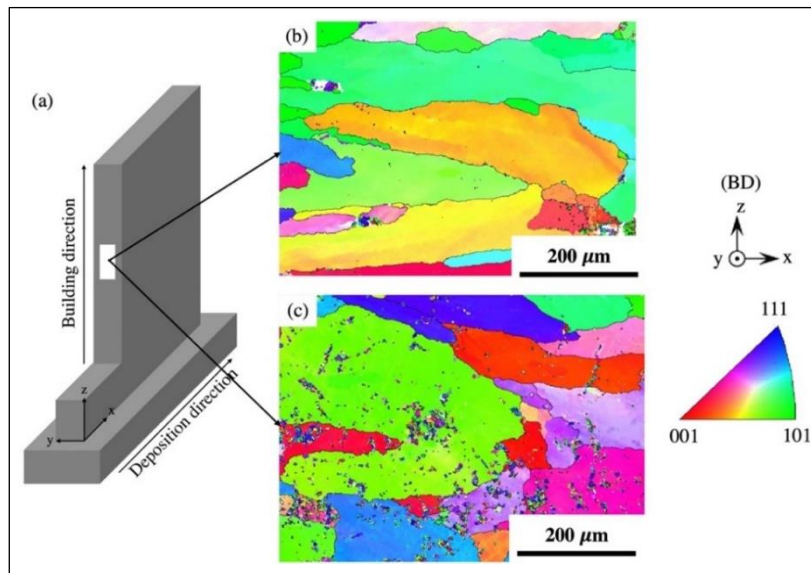 (a)
Building direction
z
x
y
Deposition direction
(b)
200 μm
(c)
200 μm
(BD)
z
y
x
111
001
101